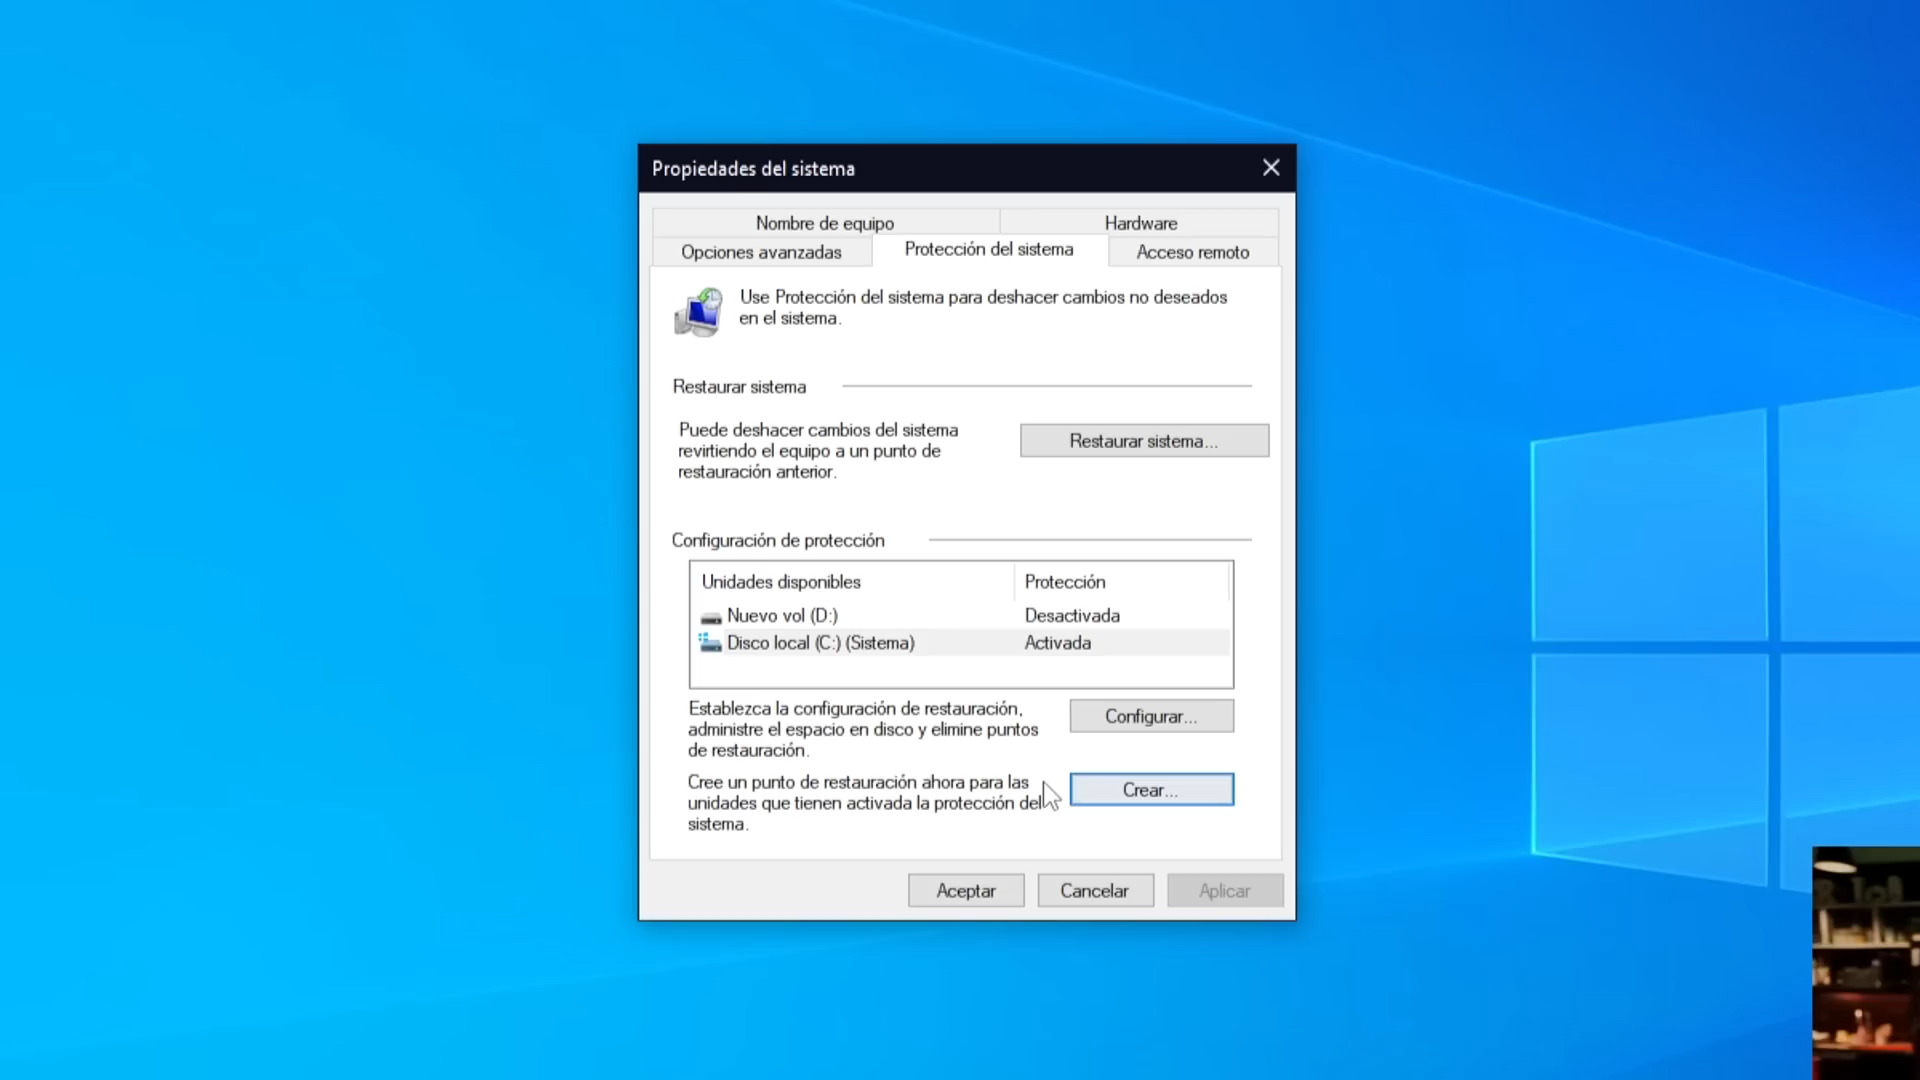 Propiedades del sistema
Nombre de equipo
Hardware
Opciones avanzadas
Protección del sistema
Acceso remoto
Use Protección del sistema para deshacer cambios no deseados
en el sistema.
Restaurar sistema
Puede deshacer cambios del sistema
revirtiendo el equipo a un punto de
restauración anterior.
Restaurar sistema...
Configuración de protección
Unidades disponibles
Protección
Nuevo vol (D:)
Desactivada
Disco local (C:) (Sistema)
Activada
Establezca la configuración de restauración,
administre el espacio en disco y elimine puntos
de restauración.
Configurar...
Cree un punto de restauración ahora para las
unidades que tienen activada la protección del
sistema.
Crear...
Aceptar
Cancelar
Aplicar